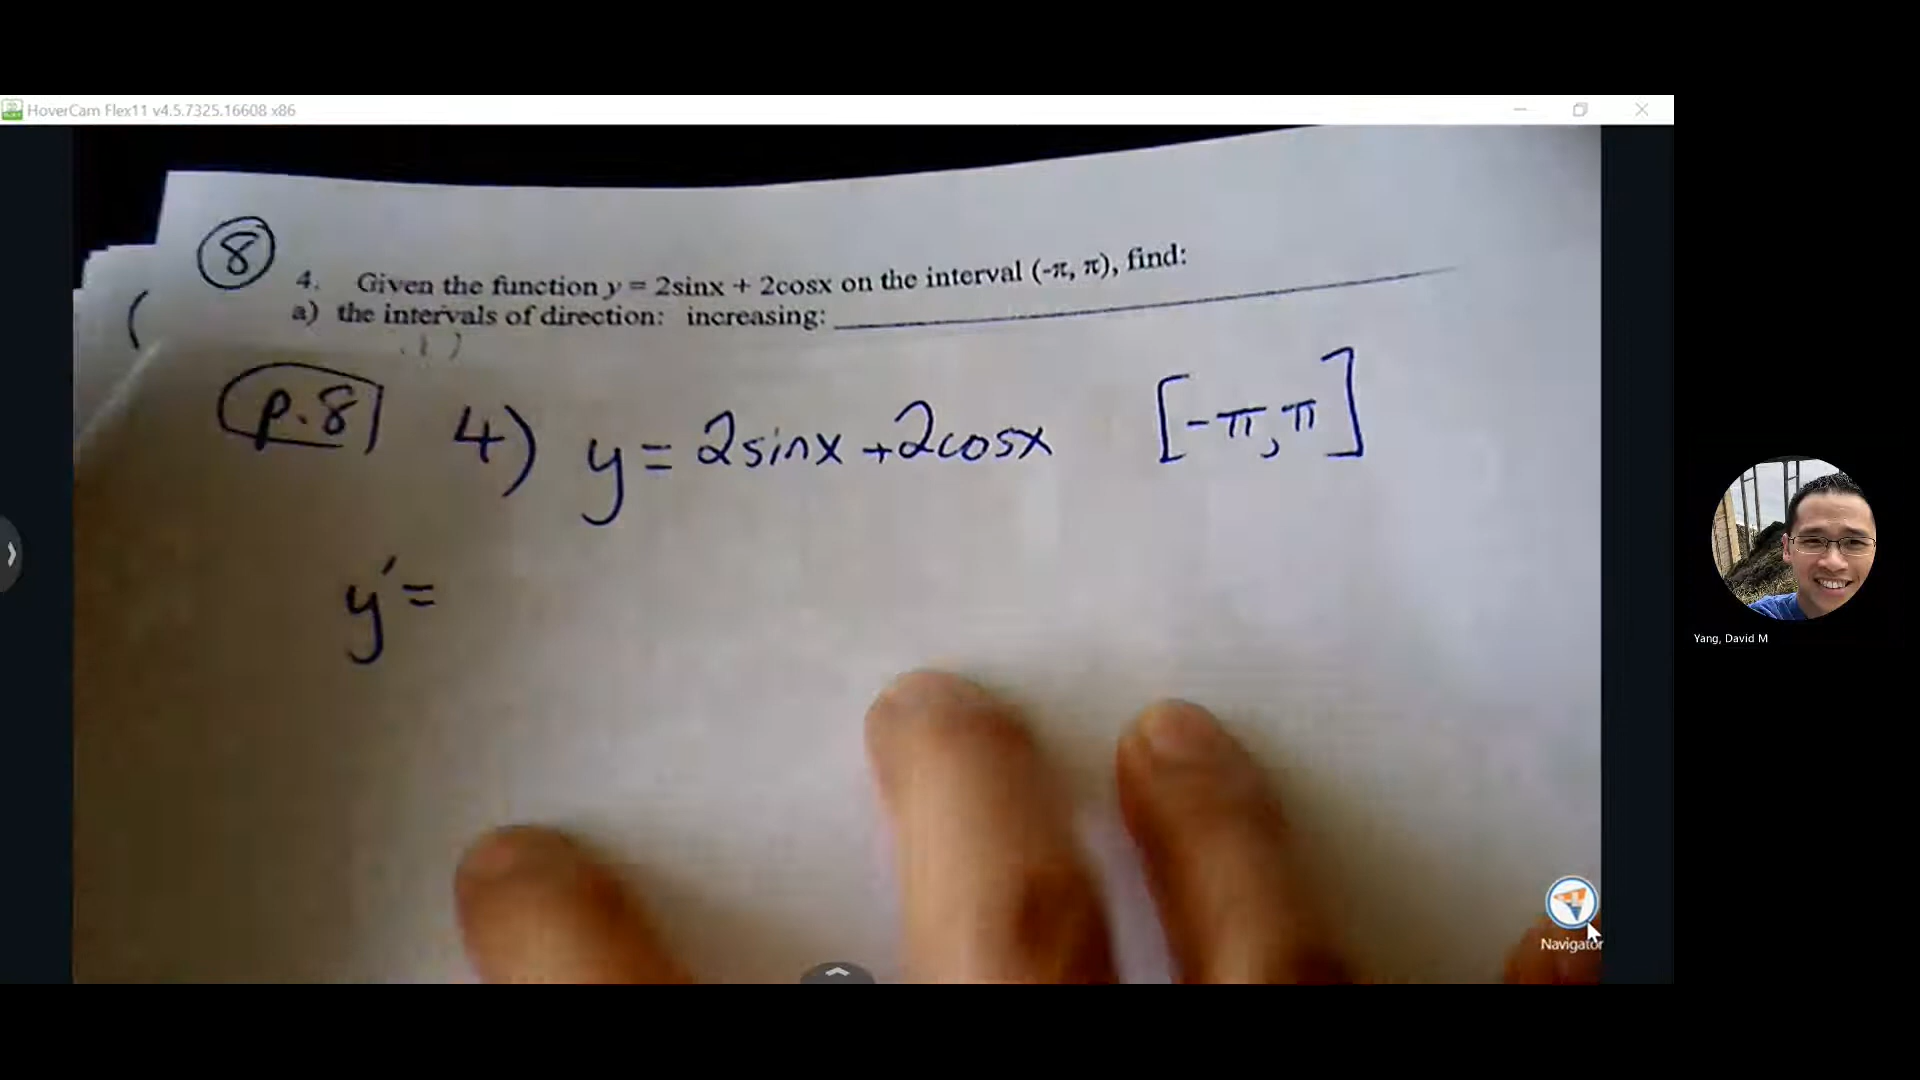 HoverCam Flex11 v4.5.7325.16608 x86
8
4. Given the function y = 2sinx + 2cosx on the interval (-π, π), find:
a) the intervals of direction: increasing:
p.8 4) y = 2sinx + 2cosx [-π, π]
y' =
Yang, David M
Navigator